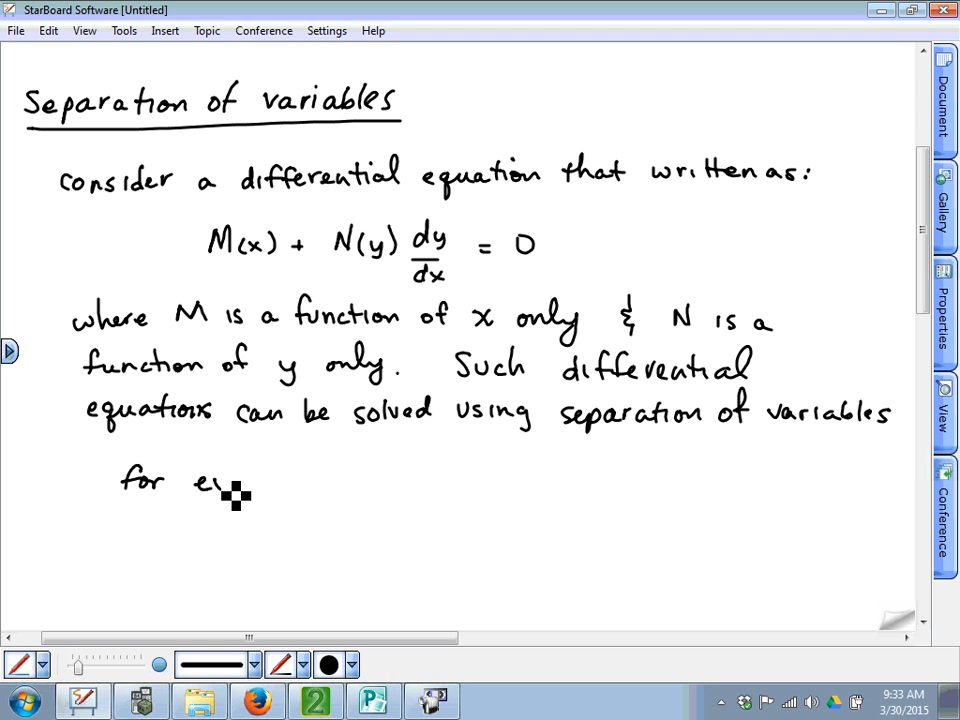 StarBoard Software [Untitled]
File Edit View Tools Insert Topic Conference Settings Help
Separation of variables
consider a differential equation that written as:
M(x) + N(y) dy/dx = 0
where M is a function of x only & N is a
function of y only. Such differential
equations can be solved using separation of variables
for ex
Document
Gallery
Properties
View
Conference
2
9:33 AM
3/30/2015